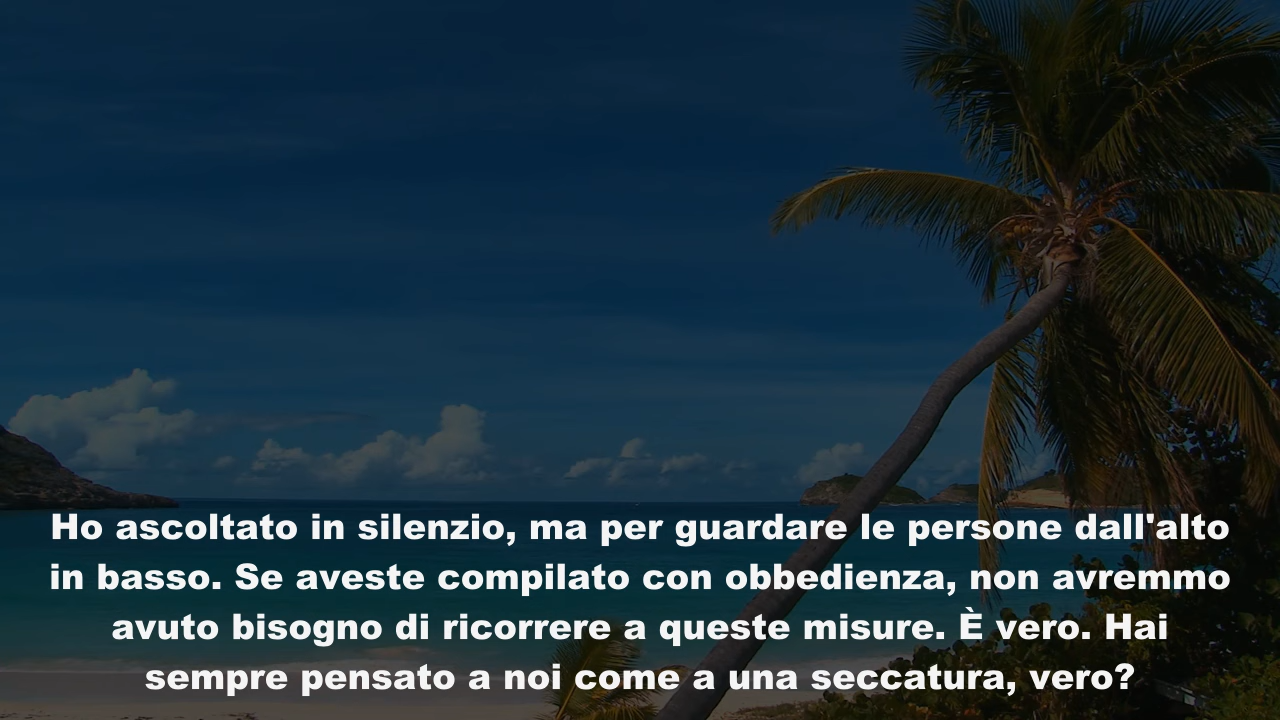 Ho ascoltato in silenzio, ma per guardare le persone dall'alto
in basso. Se aveste compilato con obbedienza, non avremmo
avuto bisogno di ricorrere a queste misure. È vero. Hai
sempre pensato a noi come a una seccatura, vero?